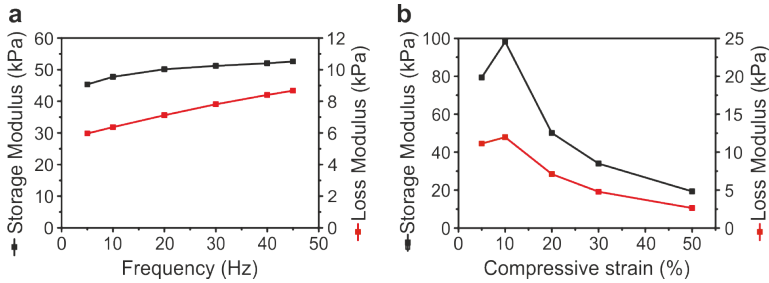 a
Storage Modulus (kPa)
60
50
40
30
20
10
0
0 10 20 30 40 50
Frequency (Hz)
12
10
8
6
4
2
0
Loss Modulus (kPa)
b
Storage Modulus (kPa)
100
80
60
40
20
0
0 10 20 30 40 50
Compressive strain (%)
25
20
15
10
5
0
Loss Modulus (kPa)